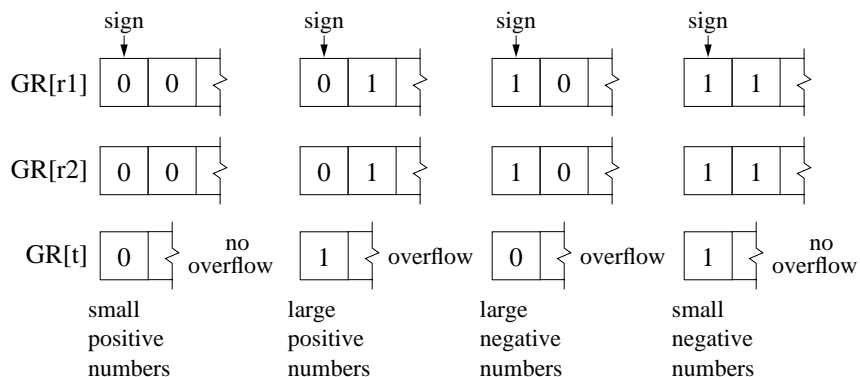 sign sign sign sign
GR[r1] 0 0 0 1 1 0 1 1
GR[r2] 0 0 0 1 1 0 1 1
GR[t] 0 no overflow 1 overflow 0 overflow 1 no overflow
small positive numbers
large positive numbers
large negative numbers
small negative numbers